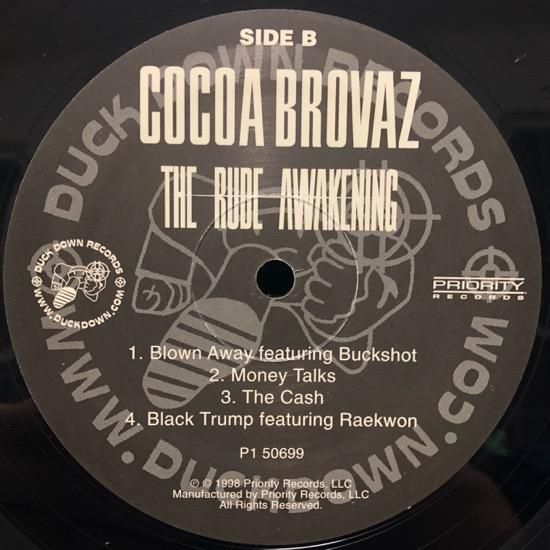 SIDE B
COCOA BROVAZ
THE RUDE AWAKENING
DUCK DOWN RECORDS
WWW.DUCKDOWN.COM
DUCK DOWN RECORDS
WWW.DUCKDOWN.COM
PRIORITY
RECORDS
1. Blown Away featuring Buckshot
2. Money Talks
3. The Cash
4. Black Trump featuring Raekwon
P1 50699
℗ © 1998 Priority Records, LLC
Manufactured by Priority Records, LLC
All Rights Reserved.